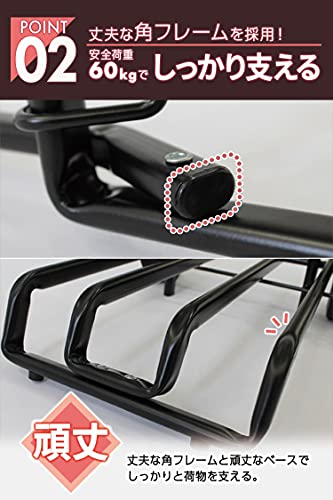 POINT
02
丈夫な角フレームを採用!
安全荷重
60kgでしっかり支える
頑丈
丈夫な角フレームと頑丈なベースで
しっかりと荷物を支える。